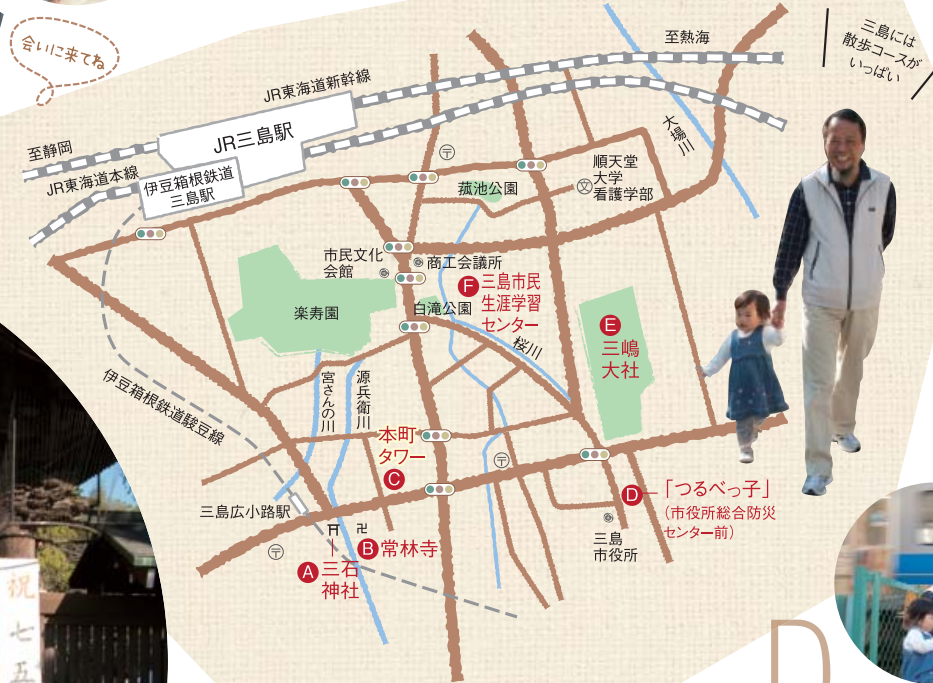 会いに来てね
三島には
散歩コースが
いっぱい
至熱海
JR東海道新幹線
JR三島駅
至静岡
JR東海道本線
伊豆箱根鉄道
三島駅
〒
大場川
順天堂
大学
看護学部
文
菰池公園
市民文化
会館
商工会議所
F 三島市民
生涯学習
センター
楽寿園
白滝公園
桜川
E
三嶋
大社
伊豆箱根鉄道駿豆線
宮さんの川
源兵衛川
本町
タワー
C
〒
D 「つるべっ子」
(市役所総合防災
センター前)
三島
市役所
三島広小路駅
〒
卍
B 常林寺
A 三石
神社
祝
七
五
D